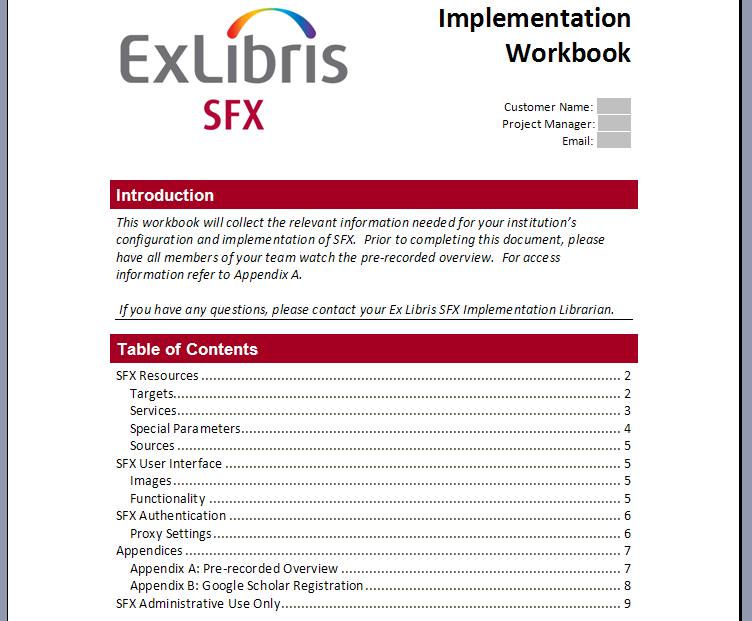 Implementation
Workbook
ExLibris
SFX
Customer Name:
Project Manager:
Email:
Introduction
This workbook will collect the relevant information needed for your institution's
configuration and implementation of SFX. Prior to completing this document, please
have all members of your team watch the pre-recorded overview. For access
information refer to Appendix A.
If you have any questions, please contact your Ex Libris SFX Implementation Librarian.
Table of Contents
SFX Resources ........ 2
Targets........ 2
Services........ 3
Special Parameters........ 4
Sources ........ 5
SFX User Interface ........ 5
Images........ 5
Functionality ........ 5
SFX Authentication ........ 6
Proxy Settings........ 6
Appendices ........ 7
Appendix A: Pre-recorded Overview ........ 7
Appendix B: Google Scholar Registration........ 8
SFX Administrative Use Only........ 9